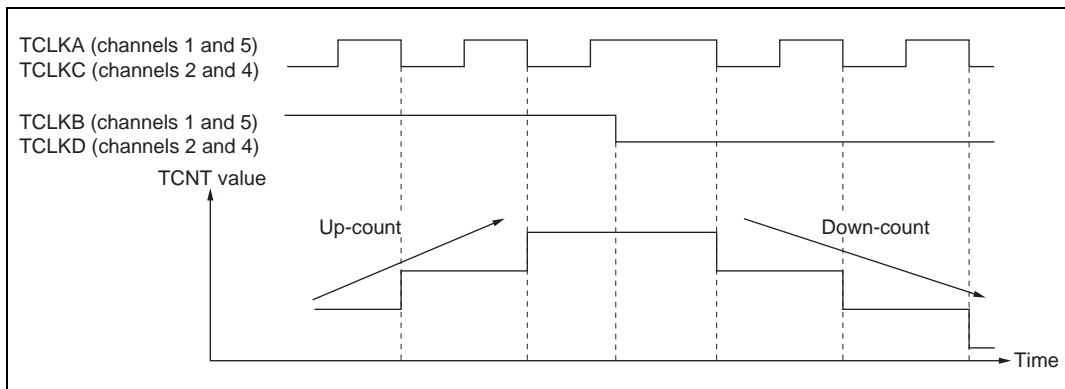 TCLKA (channels 1 and 5)
TCLKC (channels 2 and 4)
TCLKB (channels 1 and 5)
TCLKD (channels 2 and 4)
TCNT value
Up-count
Down-count
Time